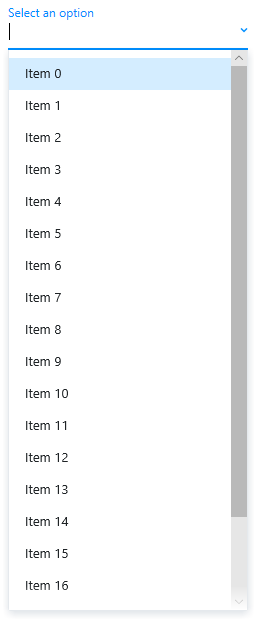 Select an option
Item 0
Item 1
Item 2
Item 3
Item 4
Item 5
Item 6
Item 7
Item 8
Item 9
Item 10
Item 11
Item 12
Item 13
Item 14
Item 15
Item 16